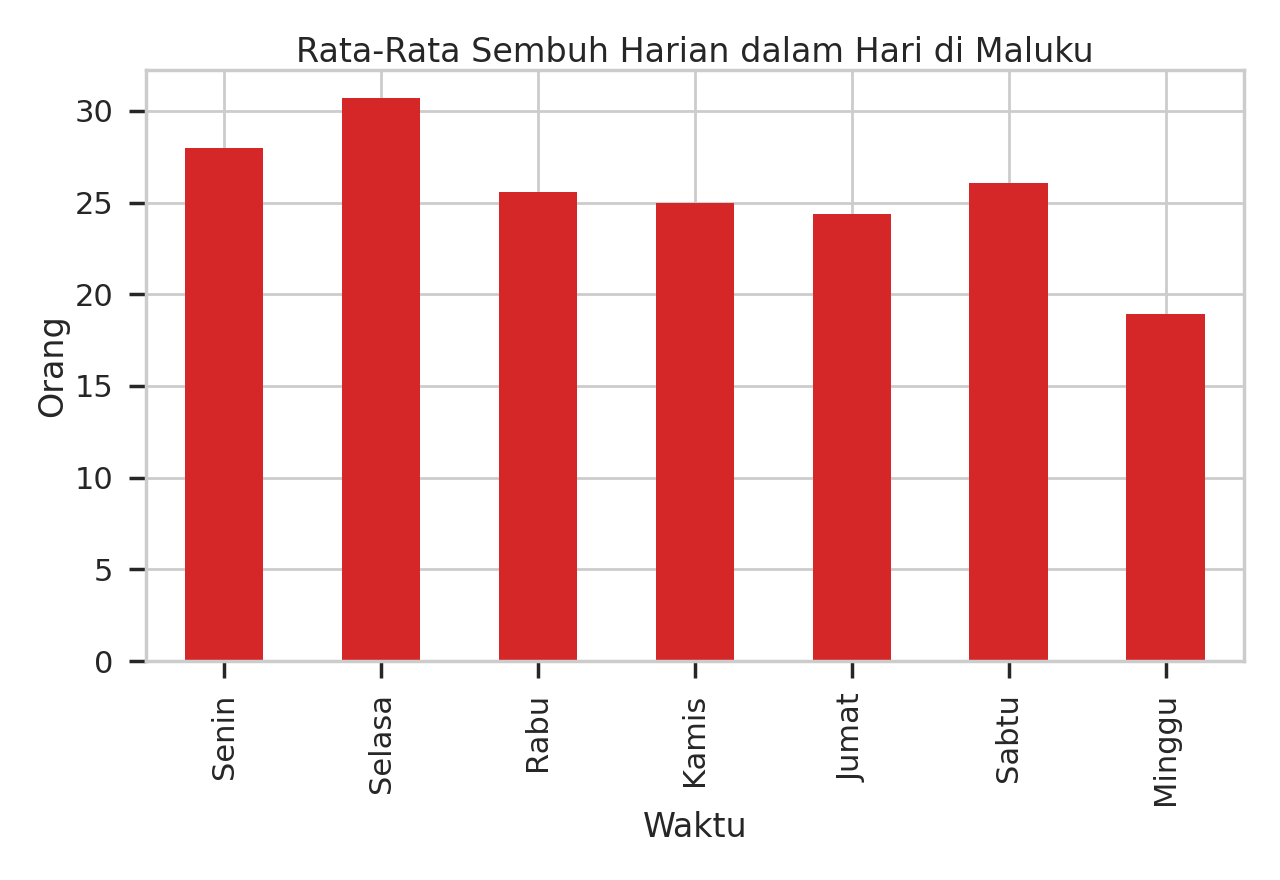 Rata-Rata Sembuh Harian dalam Hari di Maluku
Orang
30
25
20
15
10
5
0
Senin
Selasa
Rabu
Kamis
Jumat
Sabtu
Minggu
Waktu